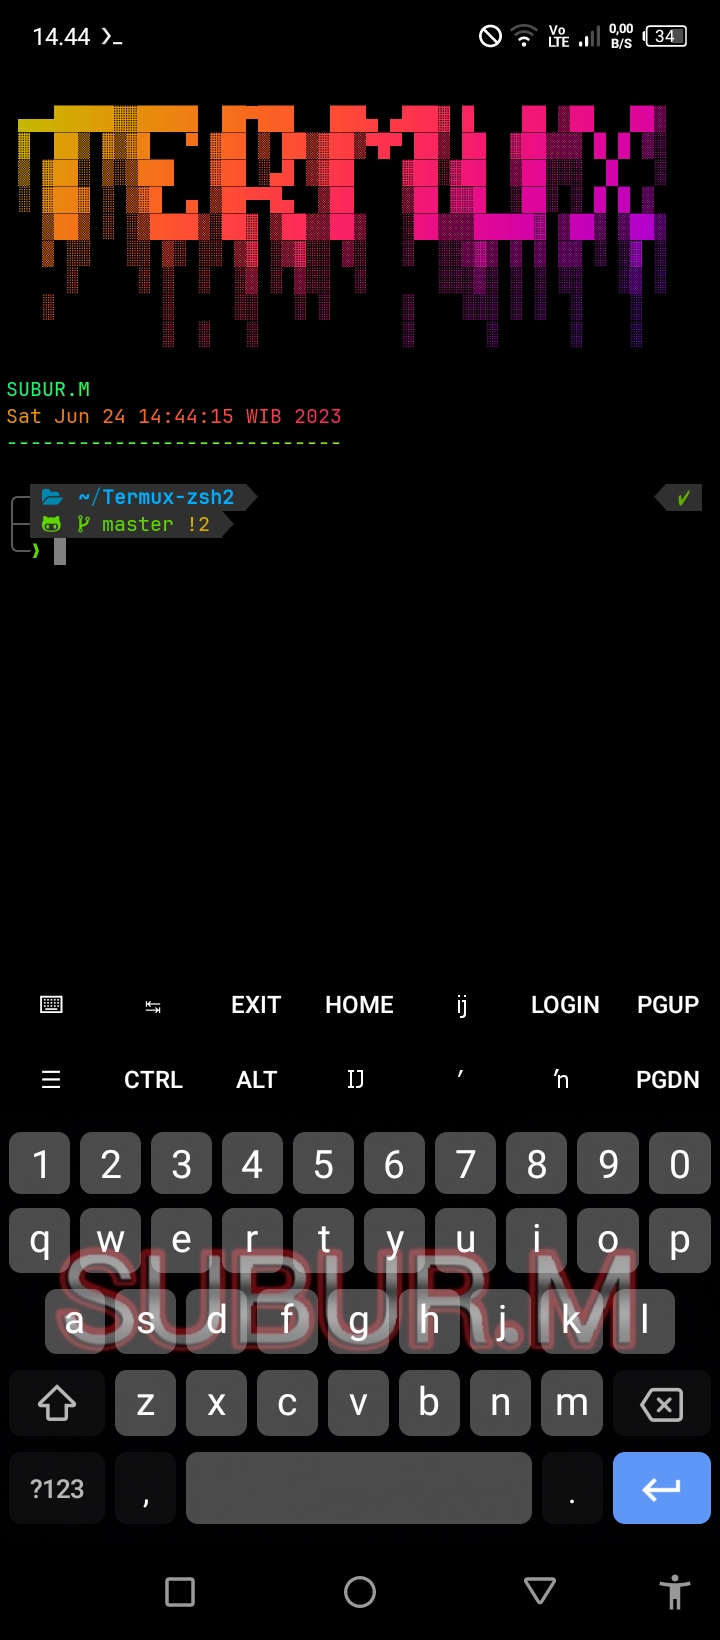 14.44
Vo LTE
0,00 B/S
34
TERMUX
SUBUR.M
Sat Jun 24 14:44:15 WIB 2023
----------------------------
~/Termux-zsh2
master !2
EXIT HOME ij LOGIN PGUP
CTRL ALT IJ ′ ŉ PGDN
1 2 3 4 5 6 7 8 9 0
q w e r t y u i o p
SUBUR.M
a s d f g h j k l
z x c v b n m
?123 , .